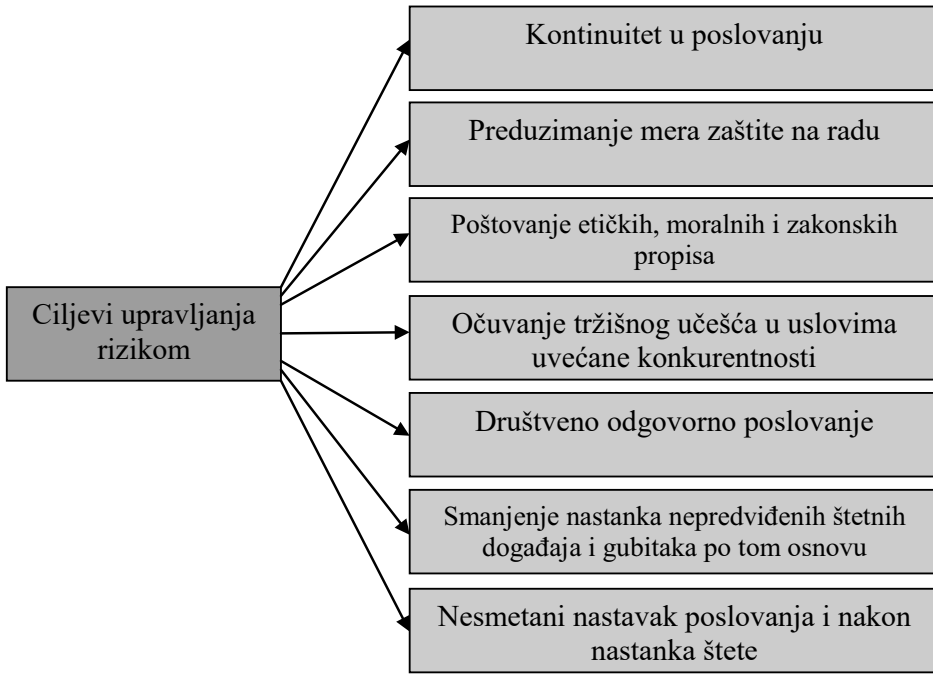 Ciljevi upravljanja
rizikom
Kontinuitet u poslovanju
Preduzimanje mera zaštite na radu
Poštovanje etičkih, moralnih i zakonskih
propisa
Očuvanje tržišnog učešća u uslovima
uvećane konkurentnosti
Društveno odgovorno poslovanje
Smanjenje nastanka nepredviđenih štetnih
događaja i gubitaka po tom osnovu
Nesmetani nastavak poslovanja i nakon
nastanka štete